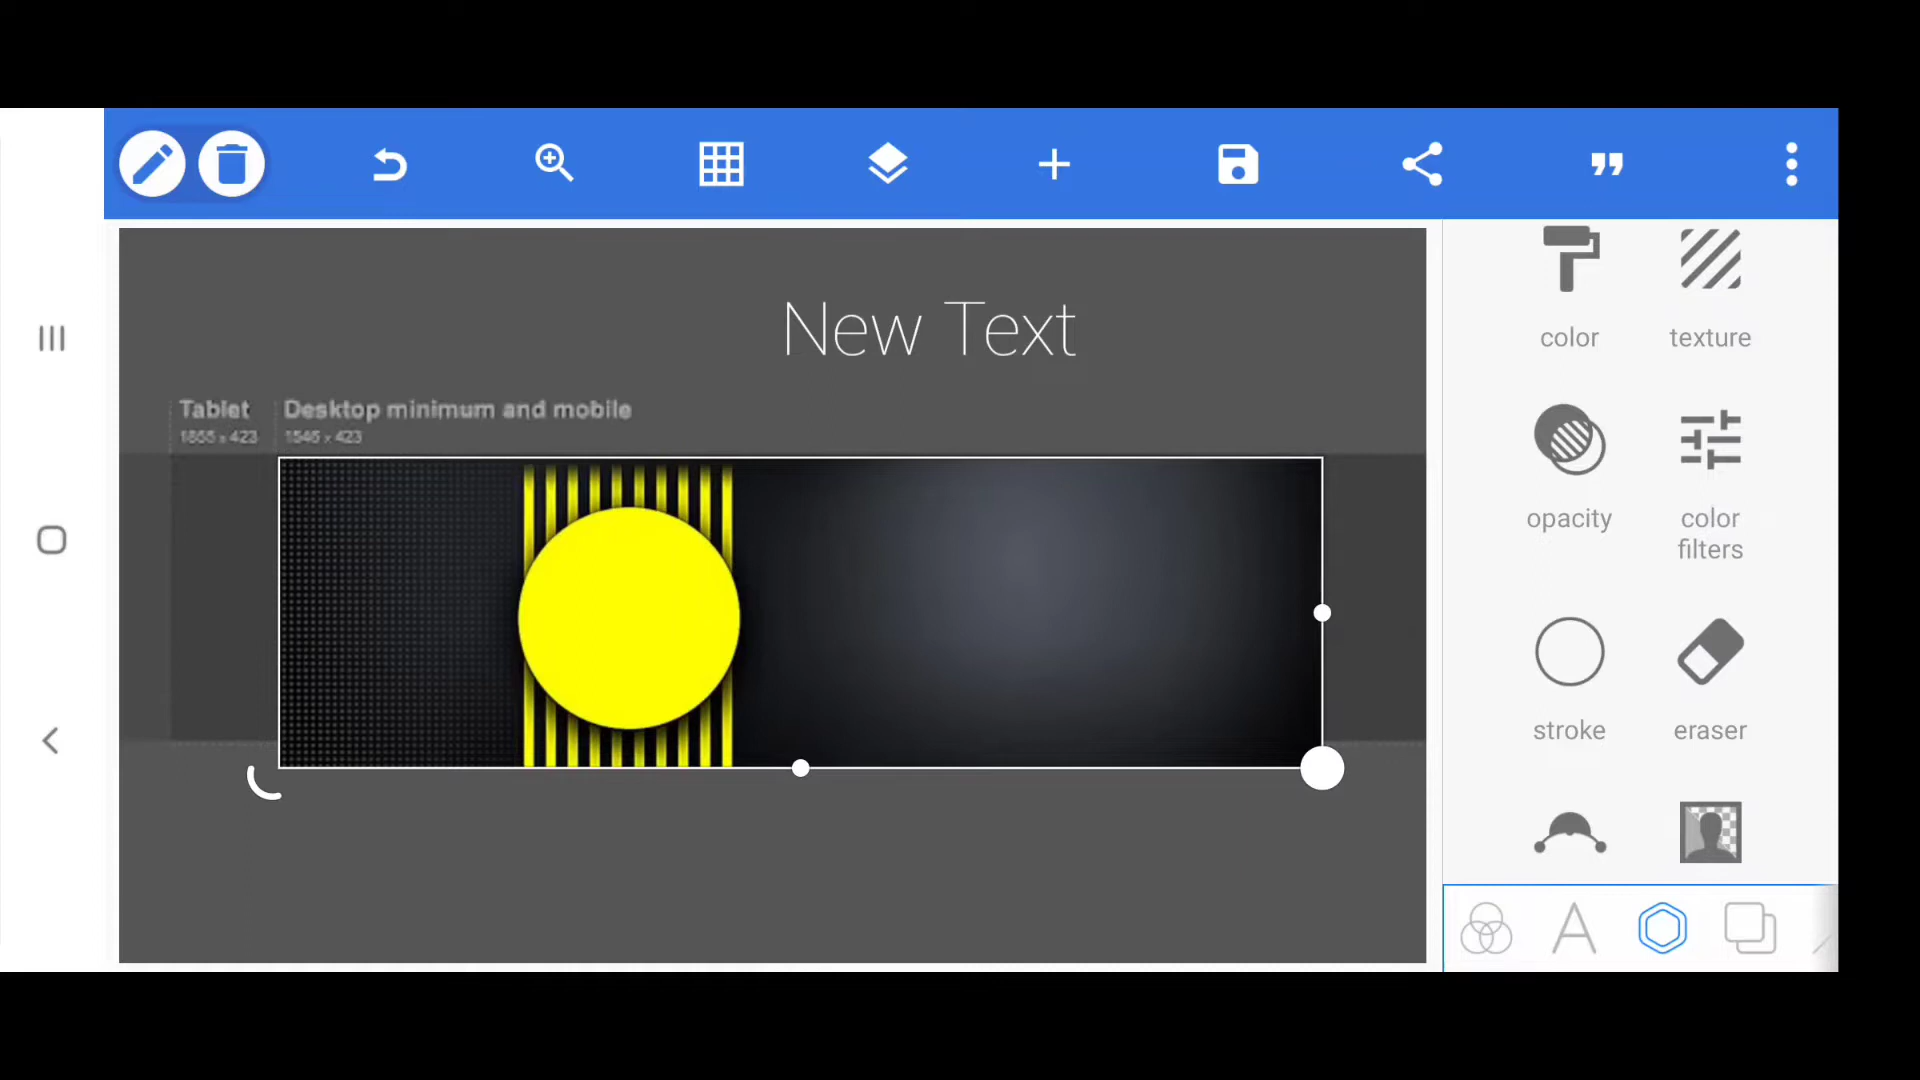 New Text
Tablet
1855 x 423
Desktop minimum and mobile
1546 x 423
color
texture
opacity
color
filters
stroke
eraser